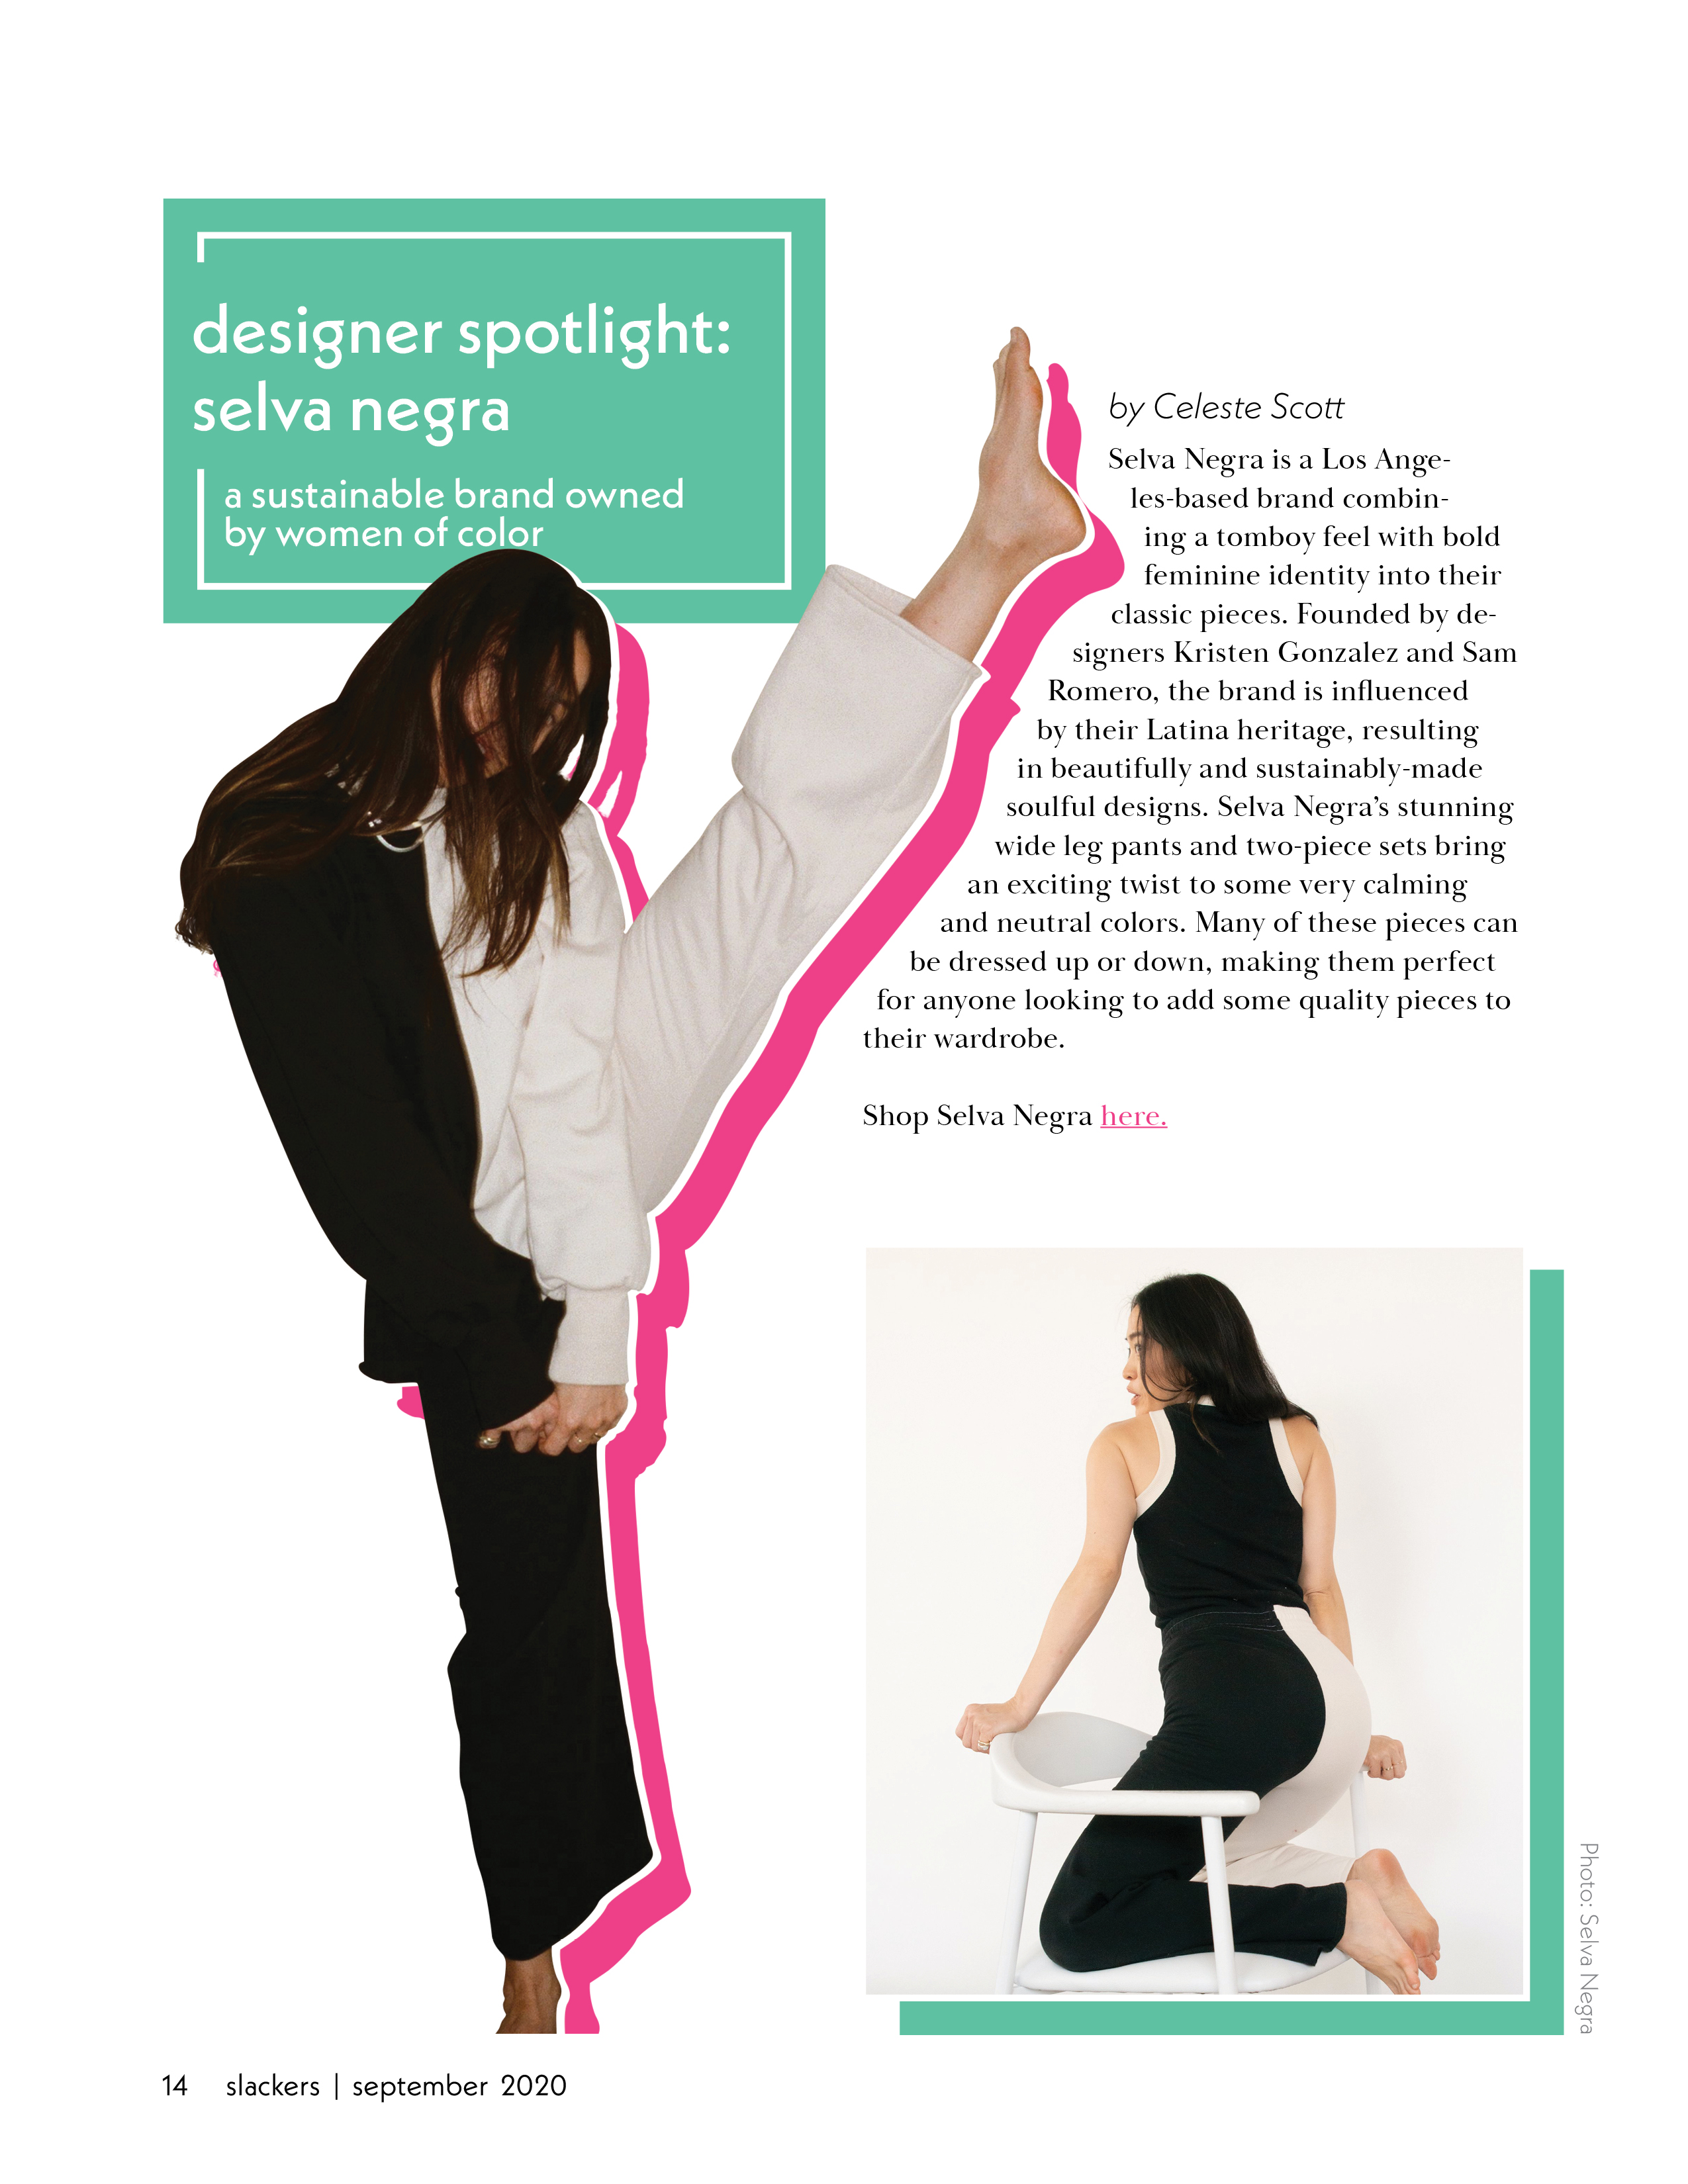 designer spotlight:
selva negra
a sustainable brand owned
by women of color
by Celeste Scott
Selva Negra is a Los Ange-
les-based brand combin-
ing a tomboy feel with bold
feminine identity into their
classic pieces. Founded by de-
signers Kristen Gonzalez and Sam
Romero, the brand is influenced
by their Latina heritage, resulting
in beautifully and sustainably-made
soulful designs. Selva Negra’s stunning
wide leg pants and two-piece sets bring
an exciting twist to some very calming
and neutral colors. Many of these pieces can
be dressed up or down, making them perfect
for anyone looking to add some quality pieces to
their wardrobe.
Shop Selva Negra here.
Photo: Selva Negra
14 slackers | september 2020